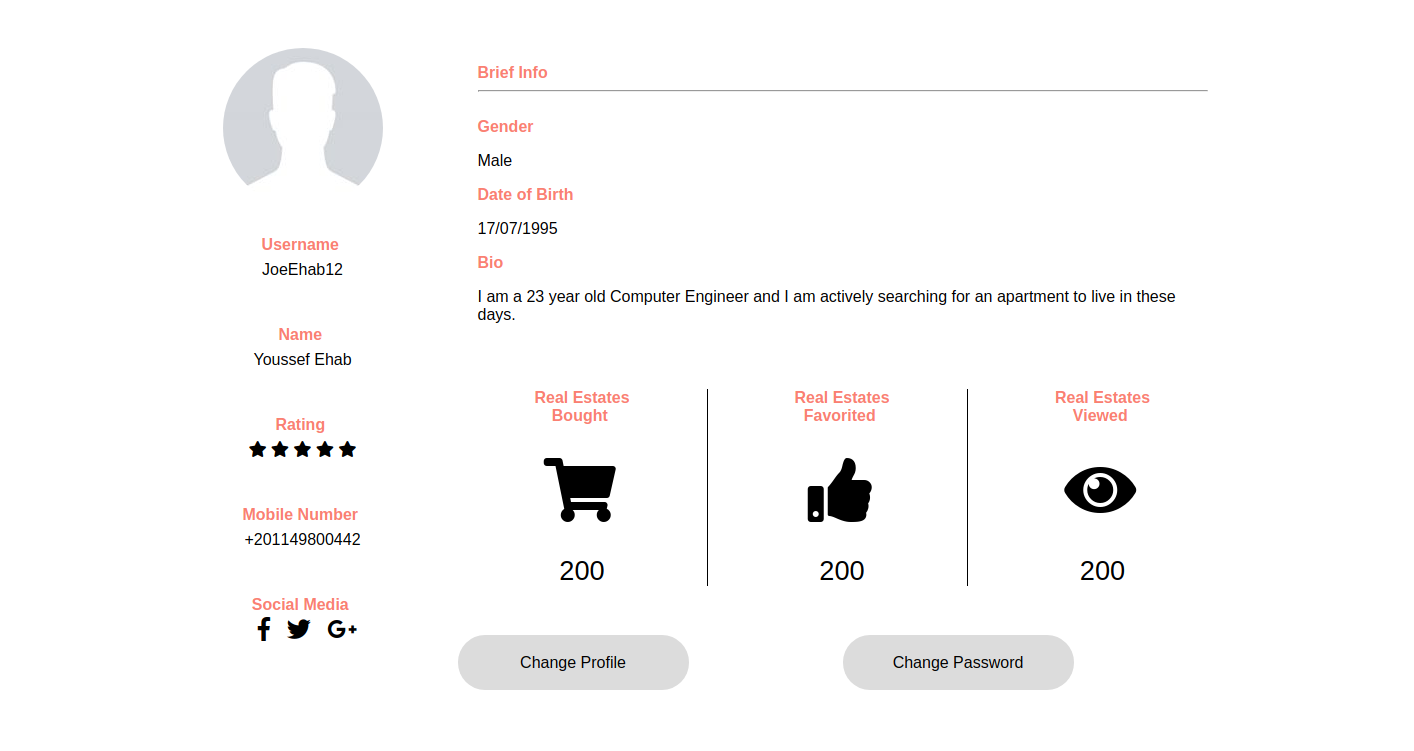 Username
JoeEhab12
Name
Youssef Ehab
Rating
Mobile Number
+201149800442
Social Media
Brief Info
Gender
Male
Date of Birth
17/07/1995
Bio
I am a 23 year old Computer Engineer and I am actively searching for an apartment to live in these
days.
Real Estates
Bought
200
Real Estates
Favorited
200
Real Estates
Viewed
200
Change Profile
Change Password